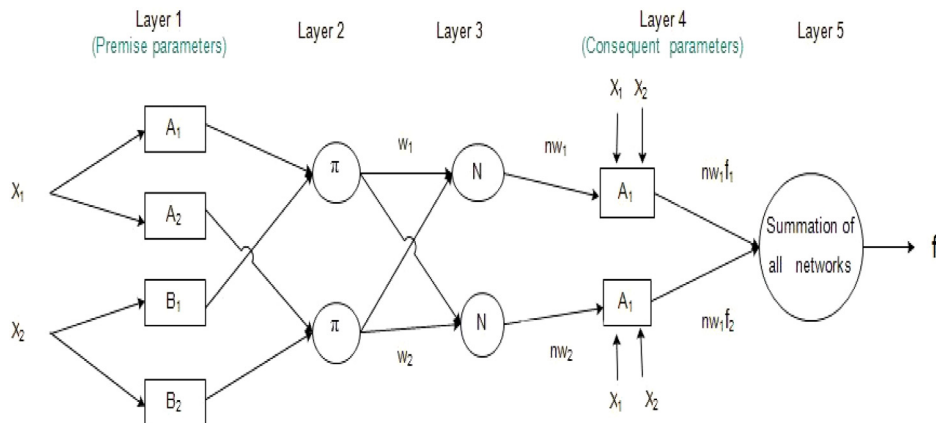 Layer 1
(Premise parameters)
Layer 2
Layer 3
Layer 4
(Consequent parameters)
Layer 5
X₁ X₂
A₁
π
w₁
N
nw₁
A₁
nw₁f₁
X₁
A₂
Summation of
all networks
f
B₁
X₂
π
w₂
N
nw₂
A₁
nw₁f₂
B₂
X₁ X₂